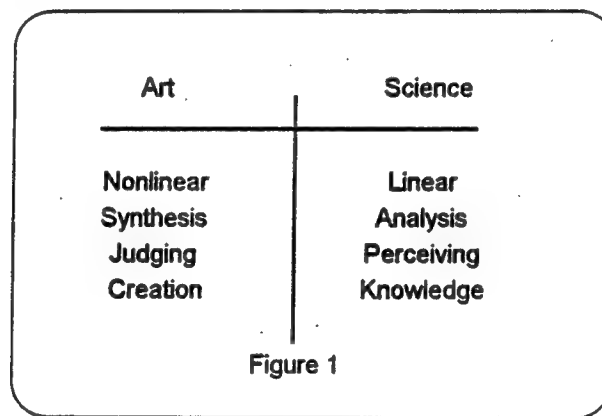 Art Science
Nonlinear Linear
Synthesis Analysis
Judging Perceiving
Creation Knowledge
Figure 1